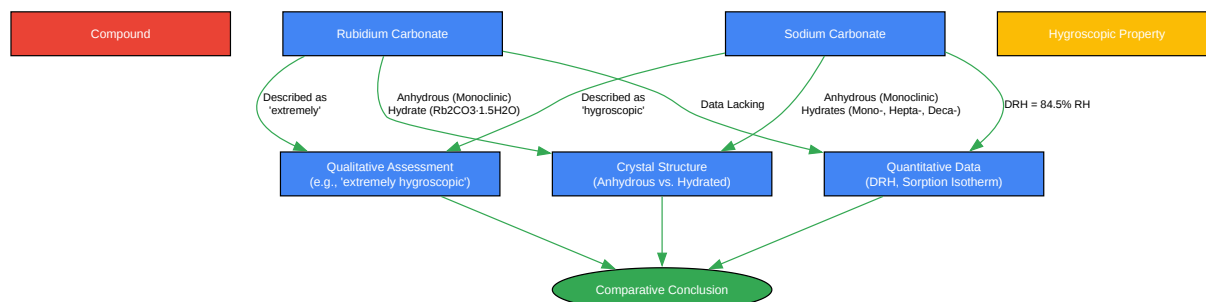 Compound
Rubidium Carbonate
Sodium Carbonate
Hygroscopic Property
Described as
'extremely'
Anhydrous (Monoclinic)
Hydrate (Rb2CO3·1.5H2O)
Described as
'hygroscopic'
Data Lacking
Anhydrous (Monoclinic)
Hydrates (Mono-, Hepta-, Deca-)
DRH = 84.5% RH
Qualitative Assessment
(e.g., 'extremely hygroscopic')
Crystal Structure
(Anhydrous vs. Hydrated)
Quantitative Data
(DRH, Sorption Isotherm)
Comparative Conclusion